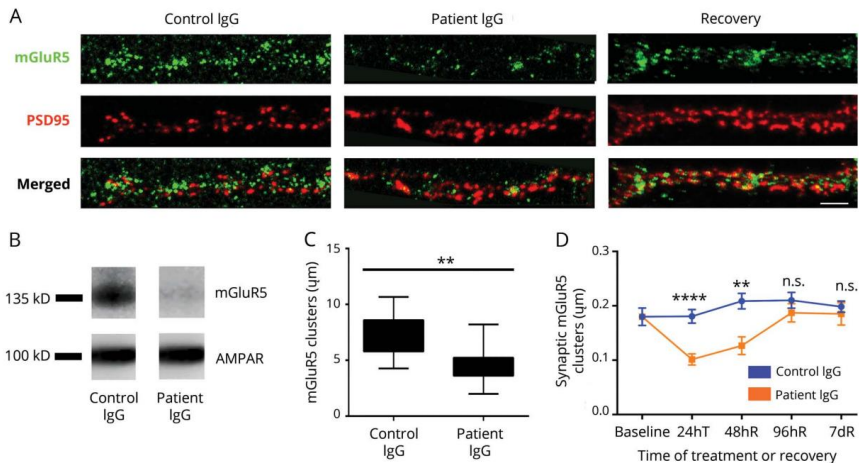 A
Control IgG
Patient IgG
Recovery
mGluR5
PSD95
Merged
B
135 kD
mGluR5
100 kD
AMPAR
Control
IgG
Patient
IgG
C
mGluR5 clusters (μm)
15
10
5
0
**
Control
IgG
Patient
IgG
D
Synaptic mGluR5
clusters (μm)
0.3
0.2
0.1
0.0
****
**
n.s.
n.s.
Control IgG
Patient IgG
Baseline 24hT 48hR 96hR 7dR
Time of treatment or recovery